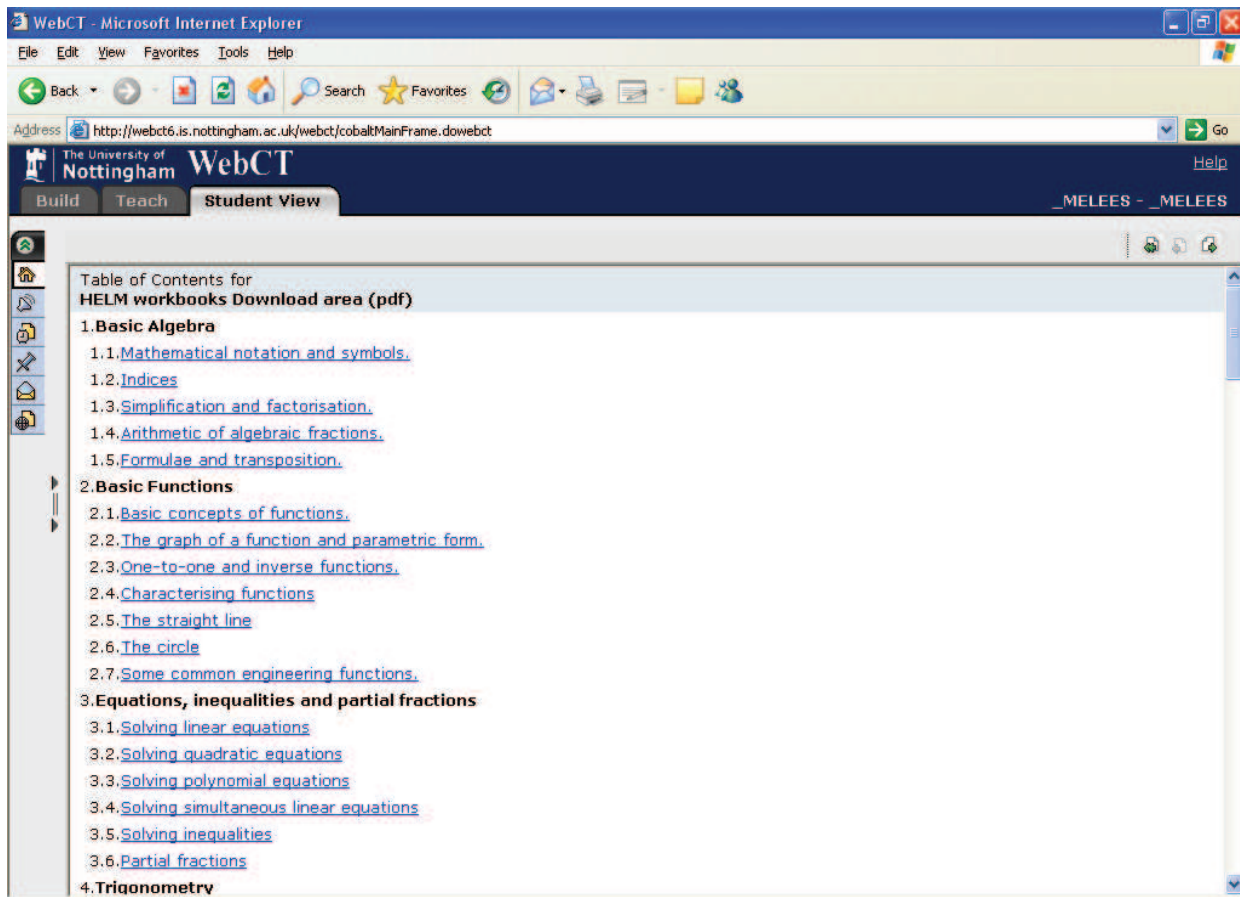 WebCT - Microsoft Internet Explorer
File Edit View Favorites Tools Help
Back Search Favorites
Address http://webct6.is.nottingham.ac.uk/webct/cobaltMainFrame.dowebct Go
The University of Nottingham WebCT Help
Build Teach Student View _MELEES - _MELEES
Table of Contents for
HELM workbooks Download area (pdf)
1.Basic Algebra
1.1.Mathematical notation and symbols.
1.2.Indices
1.3.Simplification and factorisation.
1.4.Arithmetic of algebraic fractions.
1.5.Formulae and transposition.
2.Basic Functions
2.1.Basic concepts of functions.
2.2.The graph of a function and parametric form.
2.3.One-to-one and inverse functions.
2.4.Characterising functions
2.5.The straight line
2.6.The circle
2.7.Some common engineering functions.
3.Equations, inequalities and partial fractions
3.1.Solving linear equations
3.2.Solving quadratic equations
3.3.Solving polynomial equations
3.4.Solving simultaneous linear equations
3.5.Solving inequalities
3.6.Partial fractions
4.Trigonometry